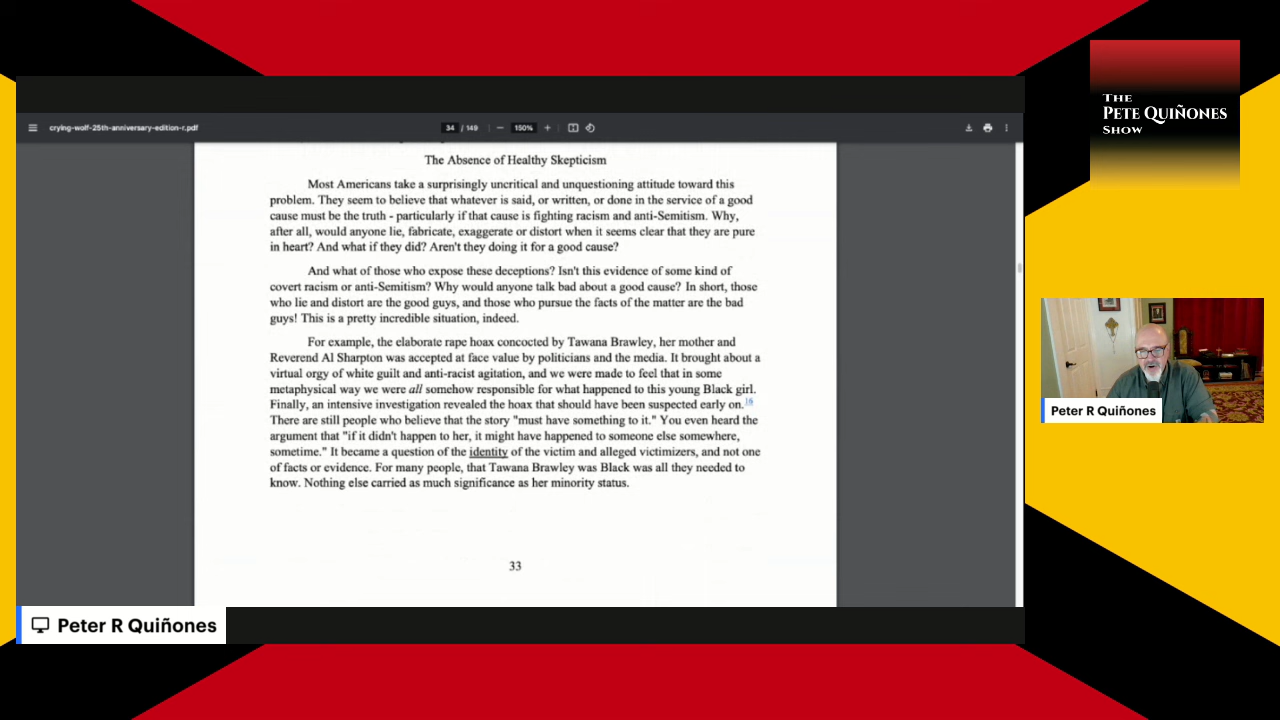 THE
PETE QUIÑONES
SHOW
crying-wolf-25th-anniversary-edition-r.pdf
34 / 149
150%
The Absence of Healthy Skepticism
Most Americans take a surprisingly uncritical and unquestioning attitude toward this
problem. They seem to believe that whatever is said, or written, or done in the service of a good
cause must be the truth - particularly if that cause is fighting racism and anti-Semitism. Why,
after all, would anyone lie, fabricate, exaggerate or distort when it seems clear that they are pure
in heart? And what if they did? Aren't they doing it for a good cause?
And what of those who expose these deceptions? Isn't this evidence of some kind of
covert racism or anti-Semitism? Why would anyone talk bad about a good cause? In short, those
who lie and distort are the good guys, and those who pursue the facts of the matter are the bad
guys! This is a pretty incredible situation, indeed.
For example, the elaborate rape hoax concocted by Tawana Brawley, her mother and
Reverend Al Sharpton was accepted at face value by politicians and the media. It brought about a
virtual orgy of white guilt and anti-racist agitation, and we were made to feel that in some
metaphysical way we were all somehow responsible for what happened to this young Black girl.
Finally, an intensive investigation revealed the hoax that should have been suspected early on.16
There are still people who believe that the story "must have something to it." You even heard the
argument that "if it didn't happen to her, it might have happened to someone else somewhere,
sometime." It became a question of the identity of the victim and alleged victimizers, and not one
of facts or evidence. For many people, that Tawana Brawley was Black was all they needed to
know. Nothing else carried as much significance as her minority status.
33
Peter R Quiñones
Peter R Quiñones